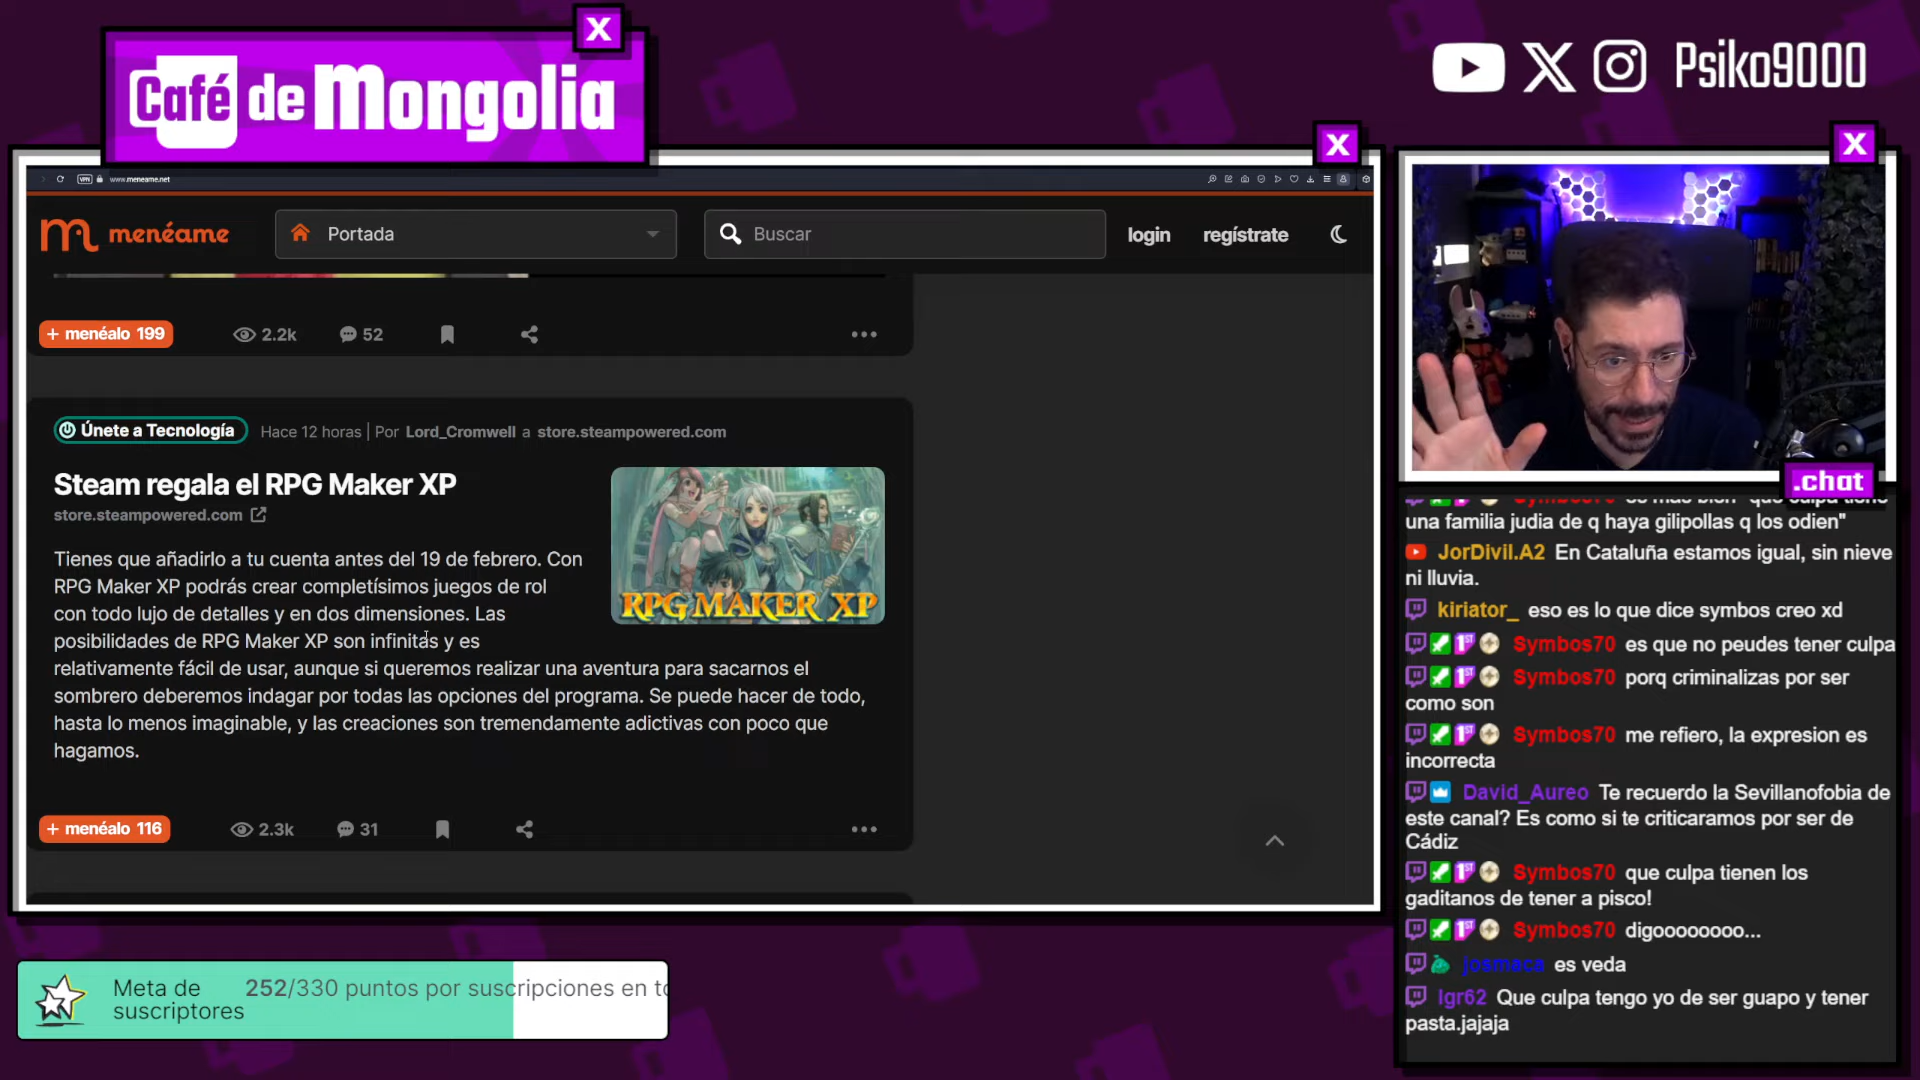 X
Café de Mongolia
Psiko9000
X
X
VPN www.meneame.net
menéame
Portada
Buscar
login
regístrate
+ menéalo 199
2.2k
52
Únete a Tecnología
Hace 12 horas | Por Lord_Cromwell a store.steampowered.com
Steam regala el RPG Maker XP
store.steampowered.com
RPG MAKER XP
Tienes que añadirlo a tu cuenta antes del 19 de febrero. Con
RPG Maker XP podrás crear completísimos juegos de rol
con todo lujo de detalles y en dos dimensiones. Las
posibilidades de RPG Maker XP son infinitas y es
relativamente fácil de usar, aunque si queremos realizar una aventura para sacarnos el
sombrero deberemos indagar por todas las opciones del programa. Se puede hacer de todo,
hasta lo menos imaginable, y las creaciones son tremendamente adictivas con poco que
hagamos.
+ menéalo 116
2.3k
31
Meta de
suscriptores
252/330 puntos por suscripciones en to
.chat
una familia judia de q haya gilipollas q los odien"
JorDivil.A2 En Cataluña estamos igual, sin nieve
ni lluvia.
kiriator_ eso es lo que dice symbos creo xd
Symbos70 es que no peudes tener culpa
Symbos70 porq criminalizas por ser
como son
Symbos70 me refiero, la expresion es
incorrecta
David_Aureo Te recuerdo la Sevillanofobia de
este canal? Es como si te criticaramos por ser de
Cádiz
Symbos70 que culpa tienen los
gaditanos de tener a pisco!
Symbos70 digoooooooo...
josmaca es veda
lgr62 Que culpa tengo yo de ser guapo y tener
pasta.jajaja